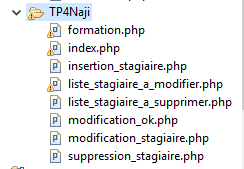 TP4Naji
formation.php
index.php
insertion_stagiaire.php
liste_stagiaire_a_modifier.php
liste_stagiaire_a_supprimer.php
modification_ok.php
modification_stagiaire.php
suppression_stagiaire.php